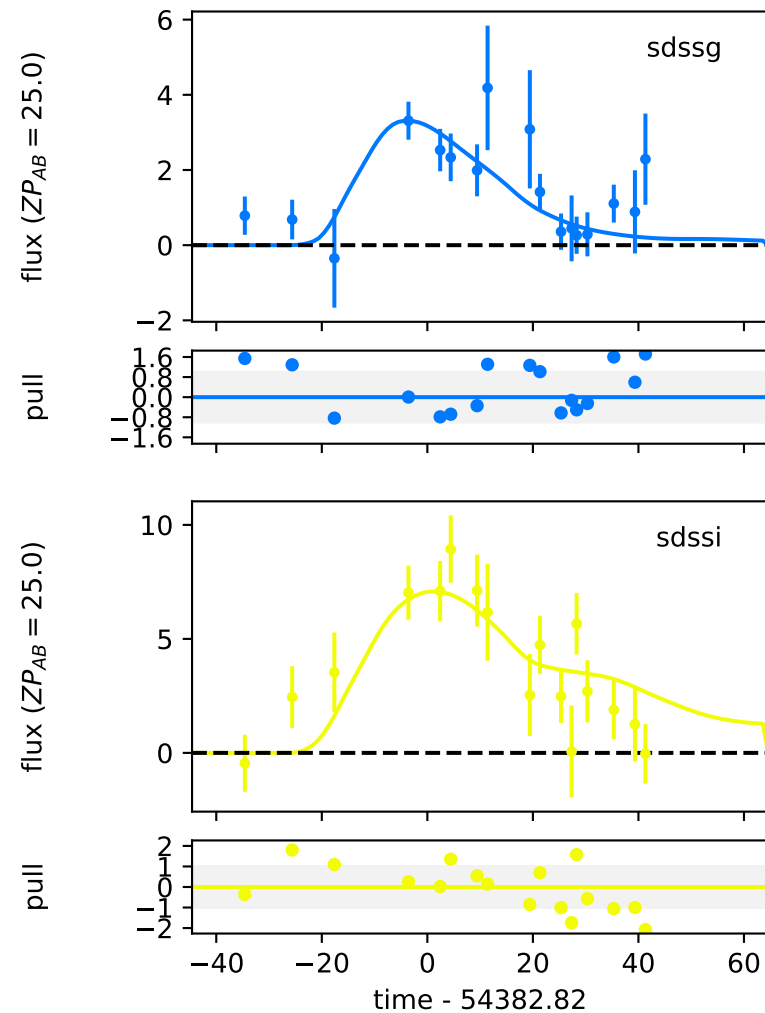 6
4
2
0
−2
flux (ZP_AB = 25.0)
sdssg
1.6
0.8
0.0
−0.8
−1.6
pull
10
5
0
flux (ZP_AB = 25.0)
sdssi
2
1
0
−1
−2
pull
−40 −20 0 20 40 60
time - 54382.82